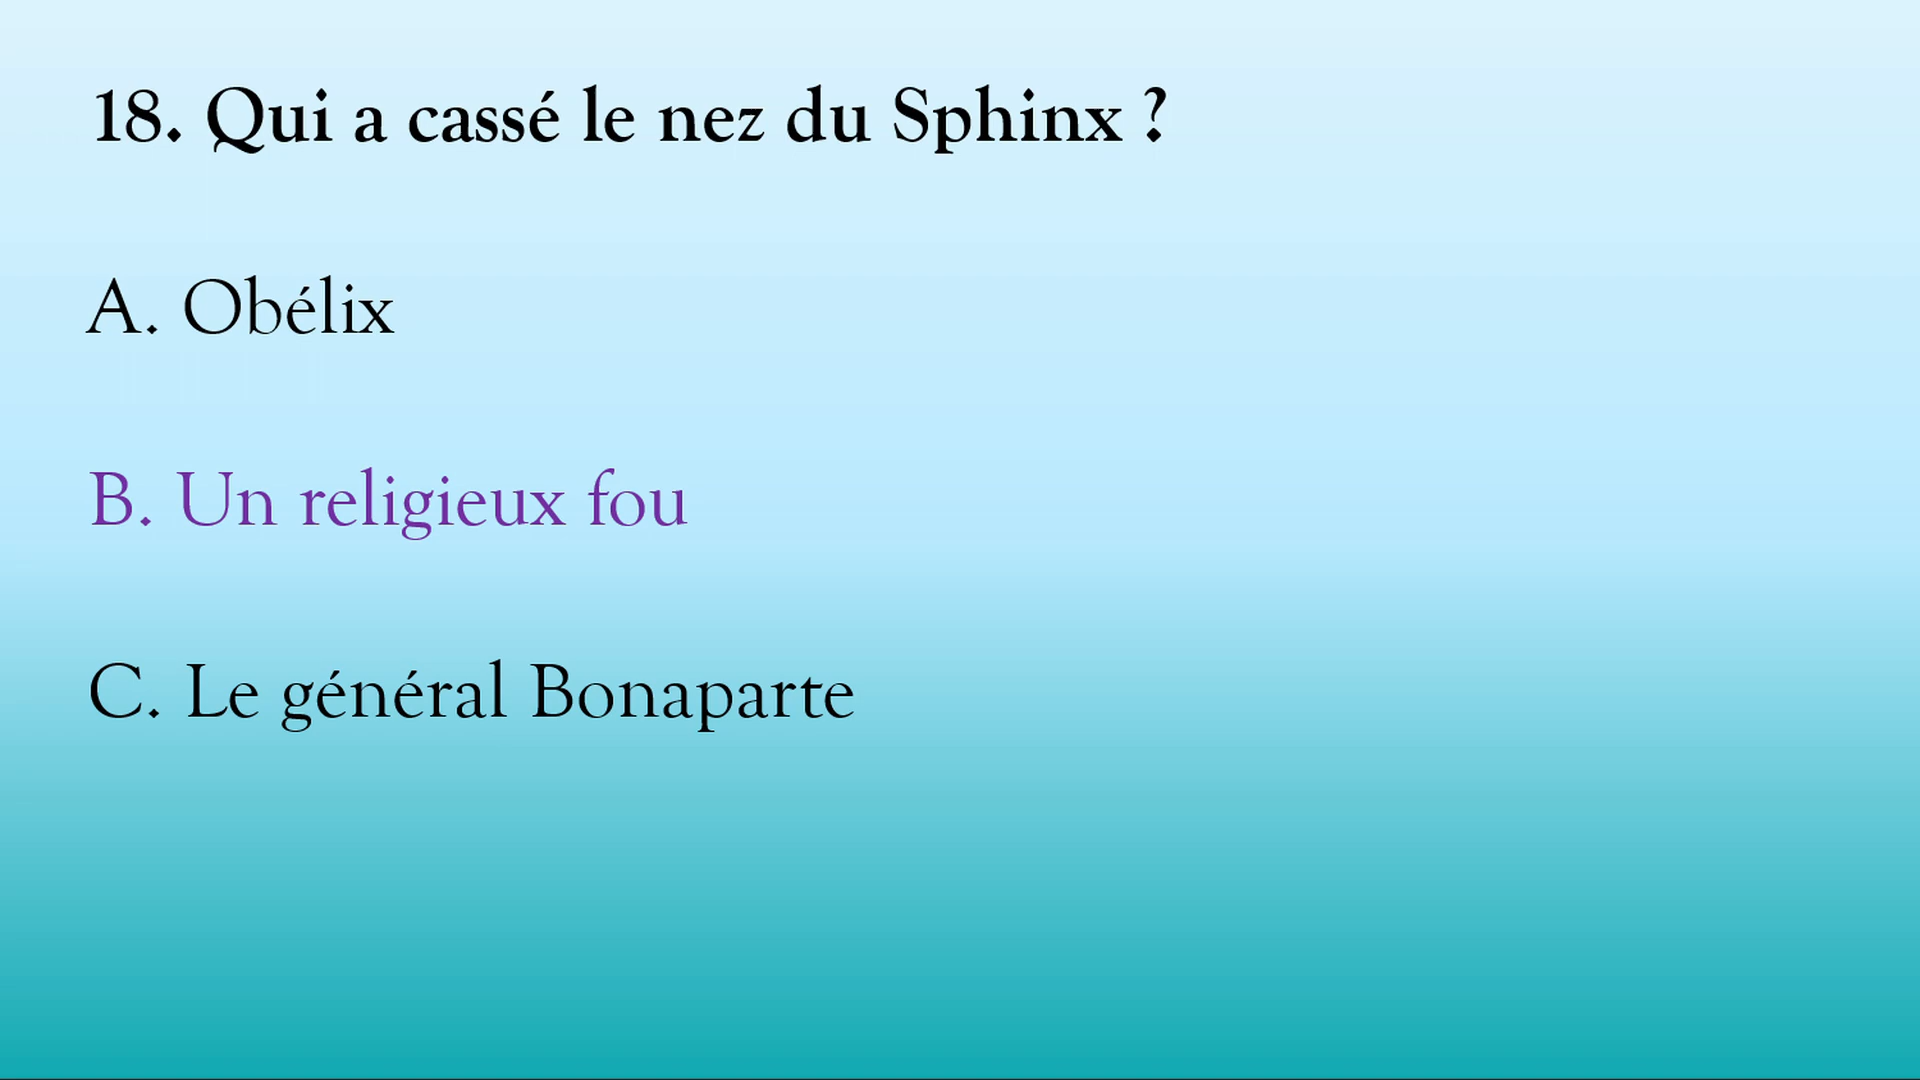 18. Qui a cassé le nez du Sphinx ?
A. Obélix
B. Un religieux fou
C. Le général Bonaparte